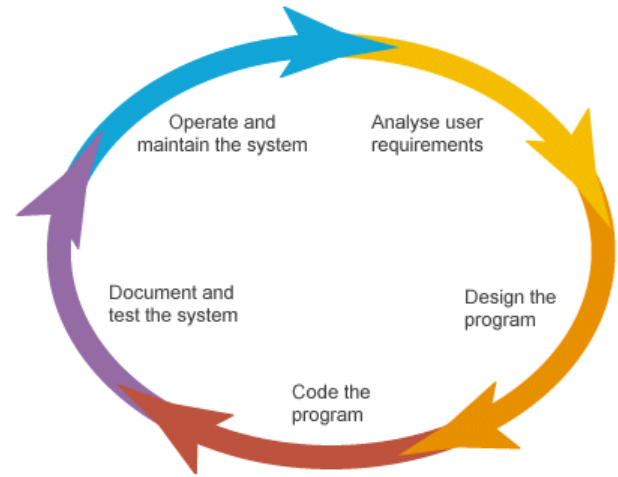 Operate and
maintain the system
Analyse user
requirements
Design the
program
Code the
program
Document and
test the system